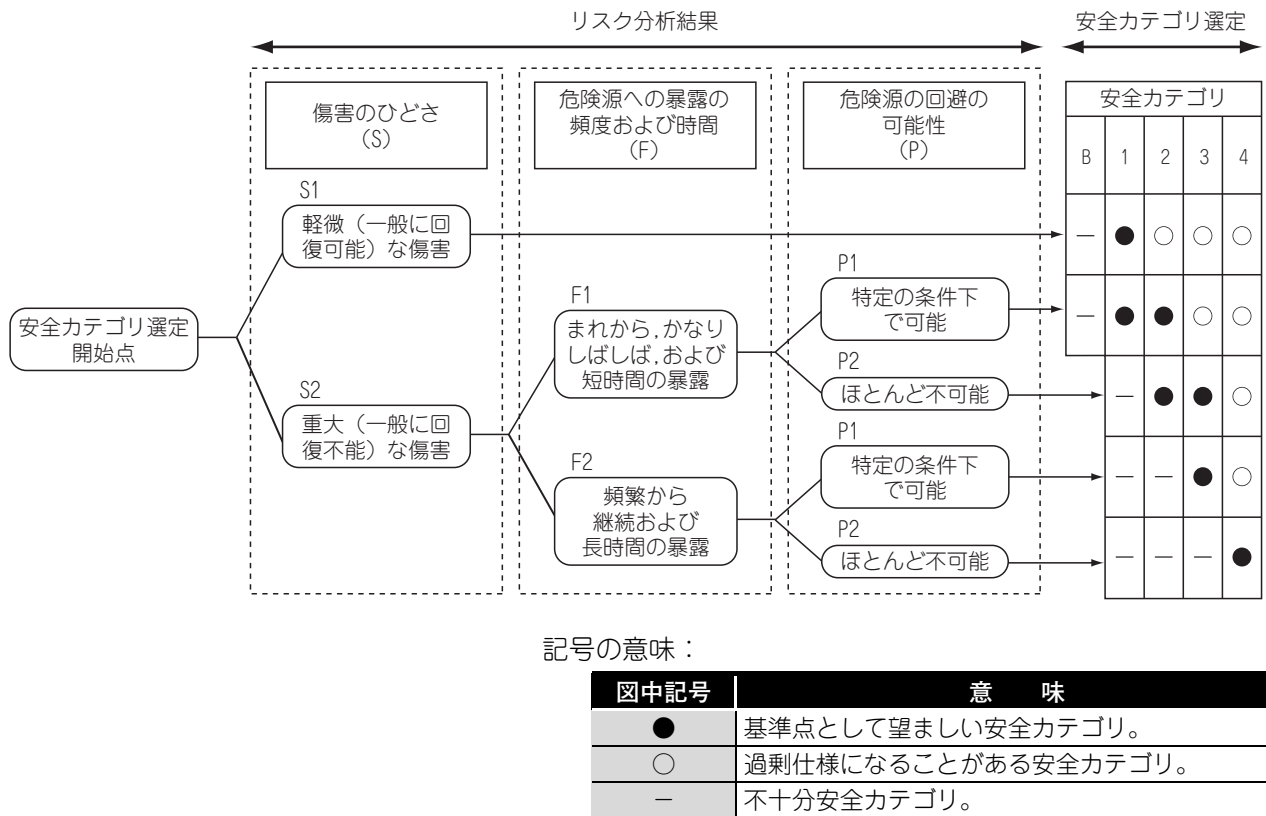 リスク分析結果
安全カテゴリ選定
傷害のひどさ
(S)
危険源への暴露の
頻度および時間
(F)
危険源の回避の
可能性
(P)
安全カテゴリ
B 1 2 3 4
S1
軽微（一般に回
復可能）な傷害
－ ● ○ ○ ○
安全カテゴリ選定
開始点
S2
重大（一般に回
復不能）な傷害
F1
まれから，かなり
しばしば，および
短時間の暴露
P1
特定の条件下
で可能
－ ● ● ○ ○
P2
ほとんど不可能
－ ● ● ○
F2
頻繁から
継続および
長時間の暴露
P1
特定の条件下
で可能
－ － ● ○
P2
ほとんど不可能
－ － － ●
記号の意味：
図中記号 意 味
● 基準点として望ましい安全カテゴリ。
○ 過剰仕様になることがある安全カテゴリ。
－ 不十分安全カテゴリ。